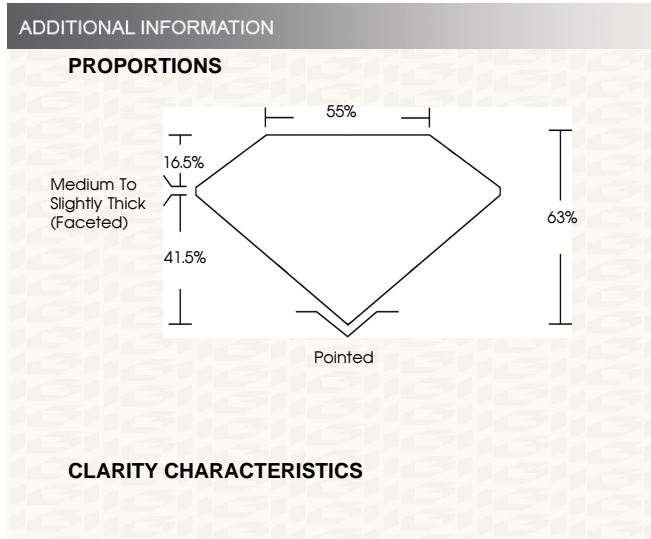 ADDITIONAL INFORMATION
PROPORTIONS
55%
16.5%
Medium To
Slightly Thick
(Faceted)
63%
41.5%
Pointed
CLARITY CHARACTERISTICS